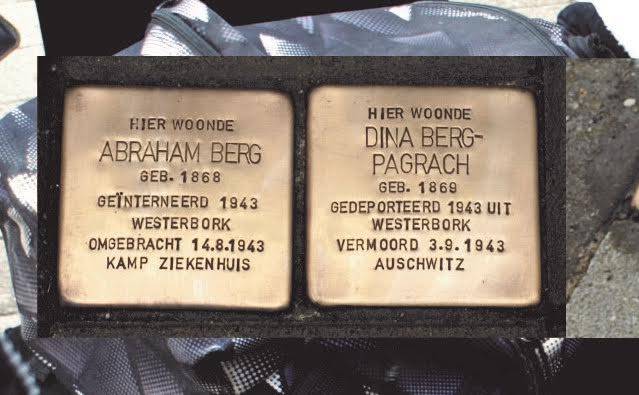 HIER WOONDE
ABRAHAM BERG
GEB. 1868
GEÏNTERNEERD 1943
WESTERBORK
OMGEBRACHT 14.8.1943
KAMP ZIEKENHUIS
HIER WOONDE
DINA BERG-
PAGRACH
GEB. 1869
GEDEPORTEERD 1943 UIT
WESTERBORK
VERMOORD 3.9.1943
AUSCHWITZ